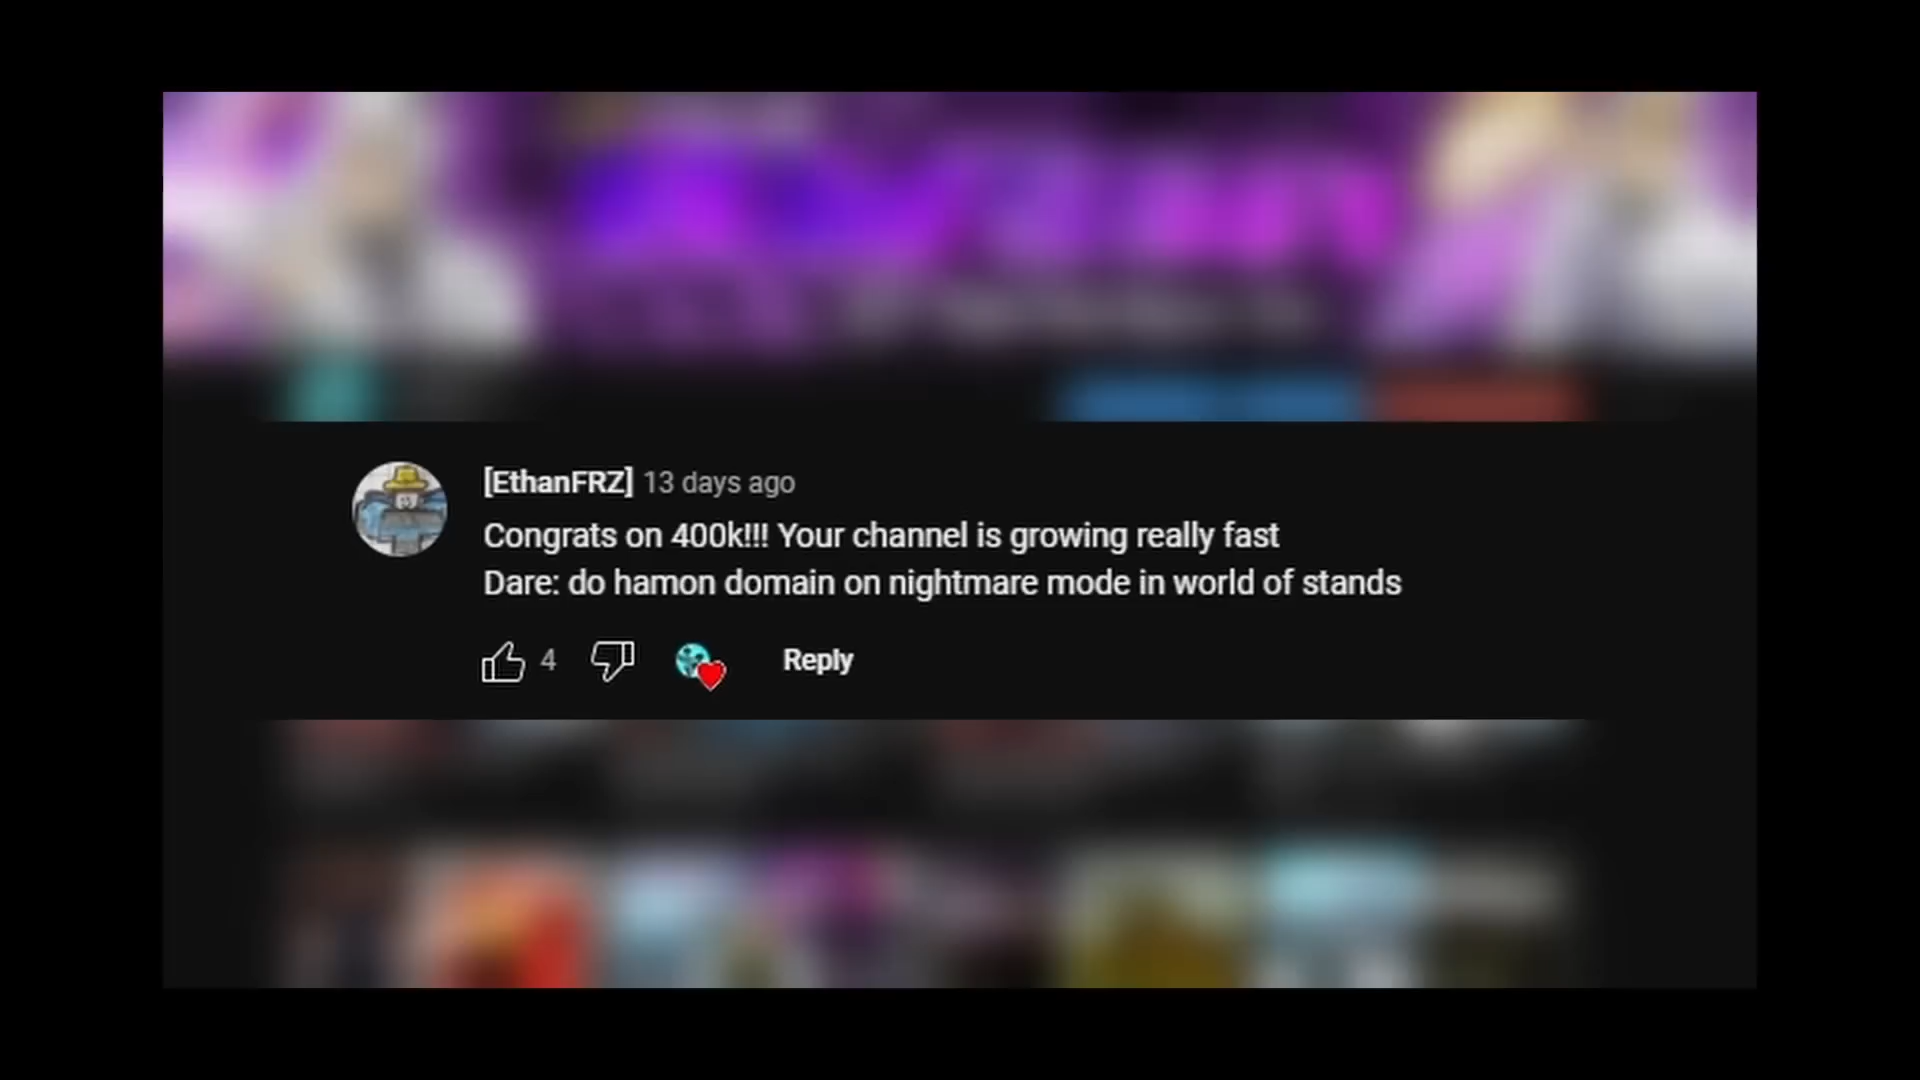 [EthanFRZ] 13 days ago
Congrats on 400k!!! Your channel is growing really fast
Dare: do hamon domain on nightmare mode in world of stands
4 Reply